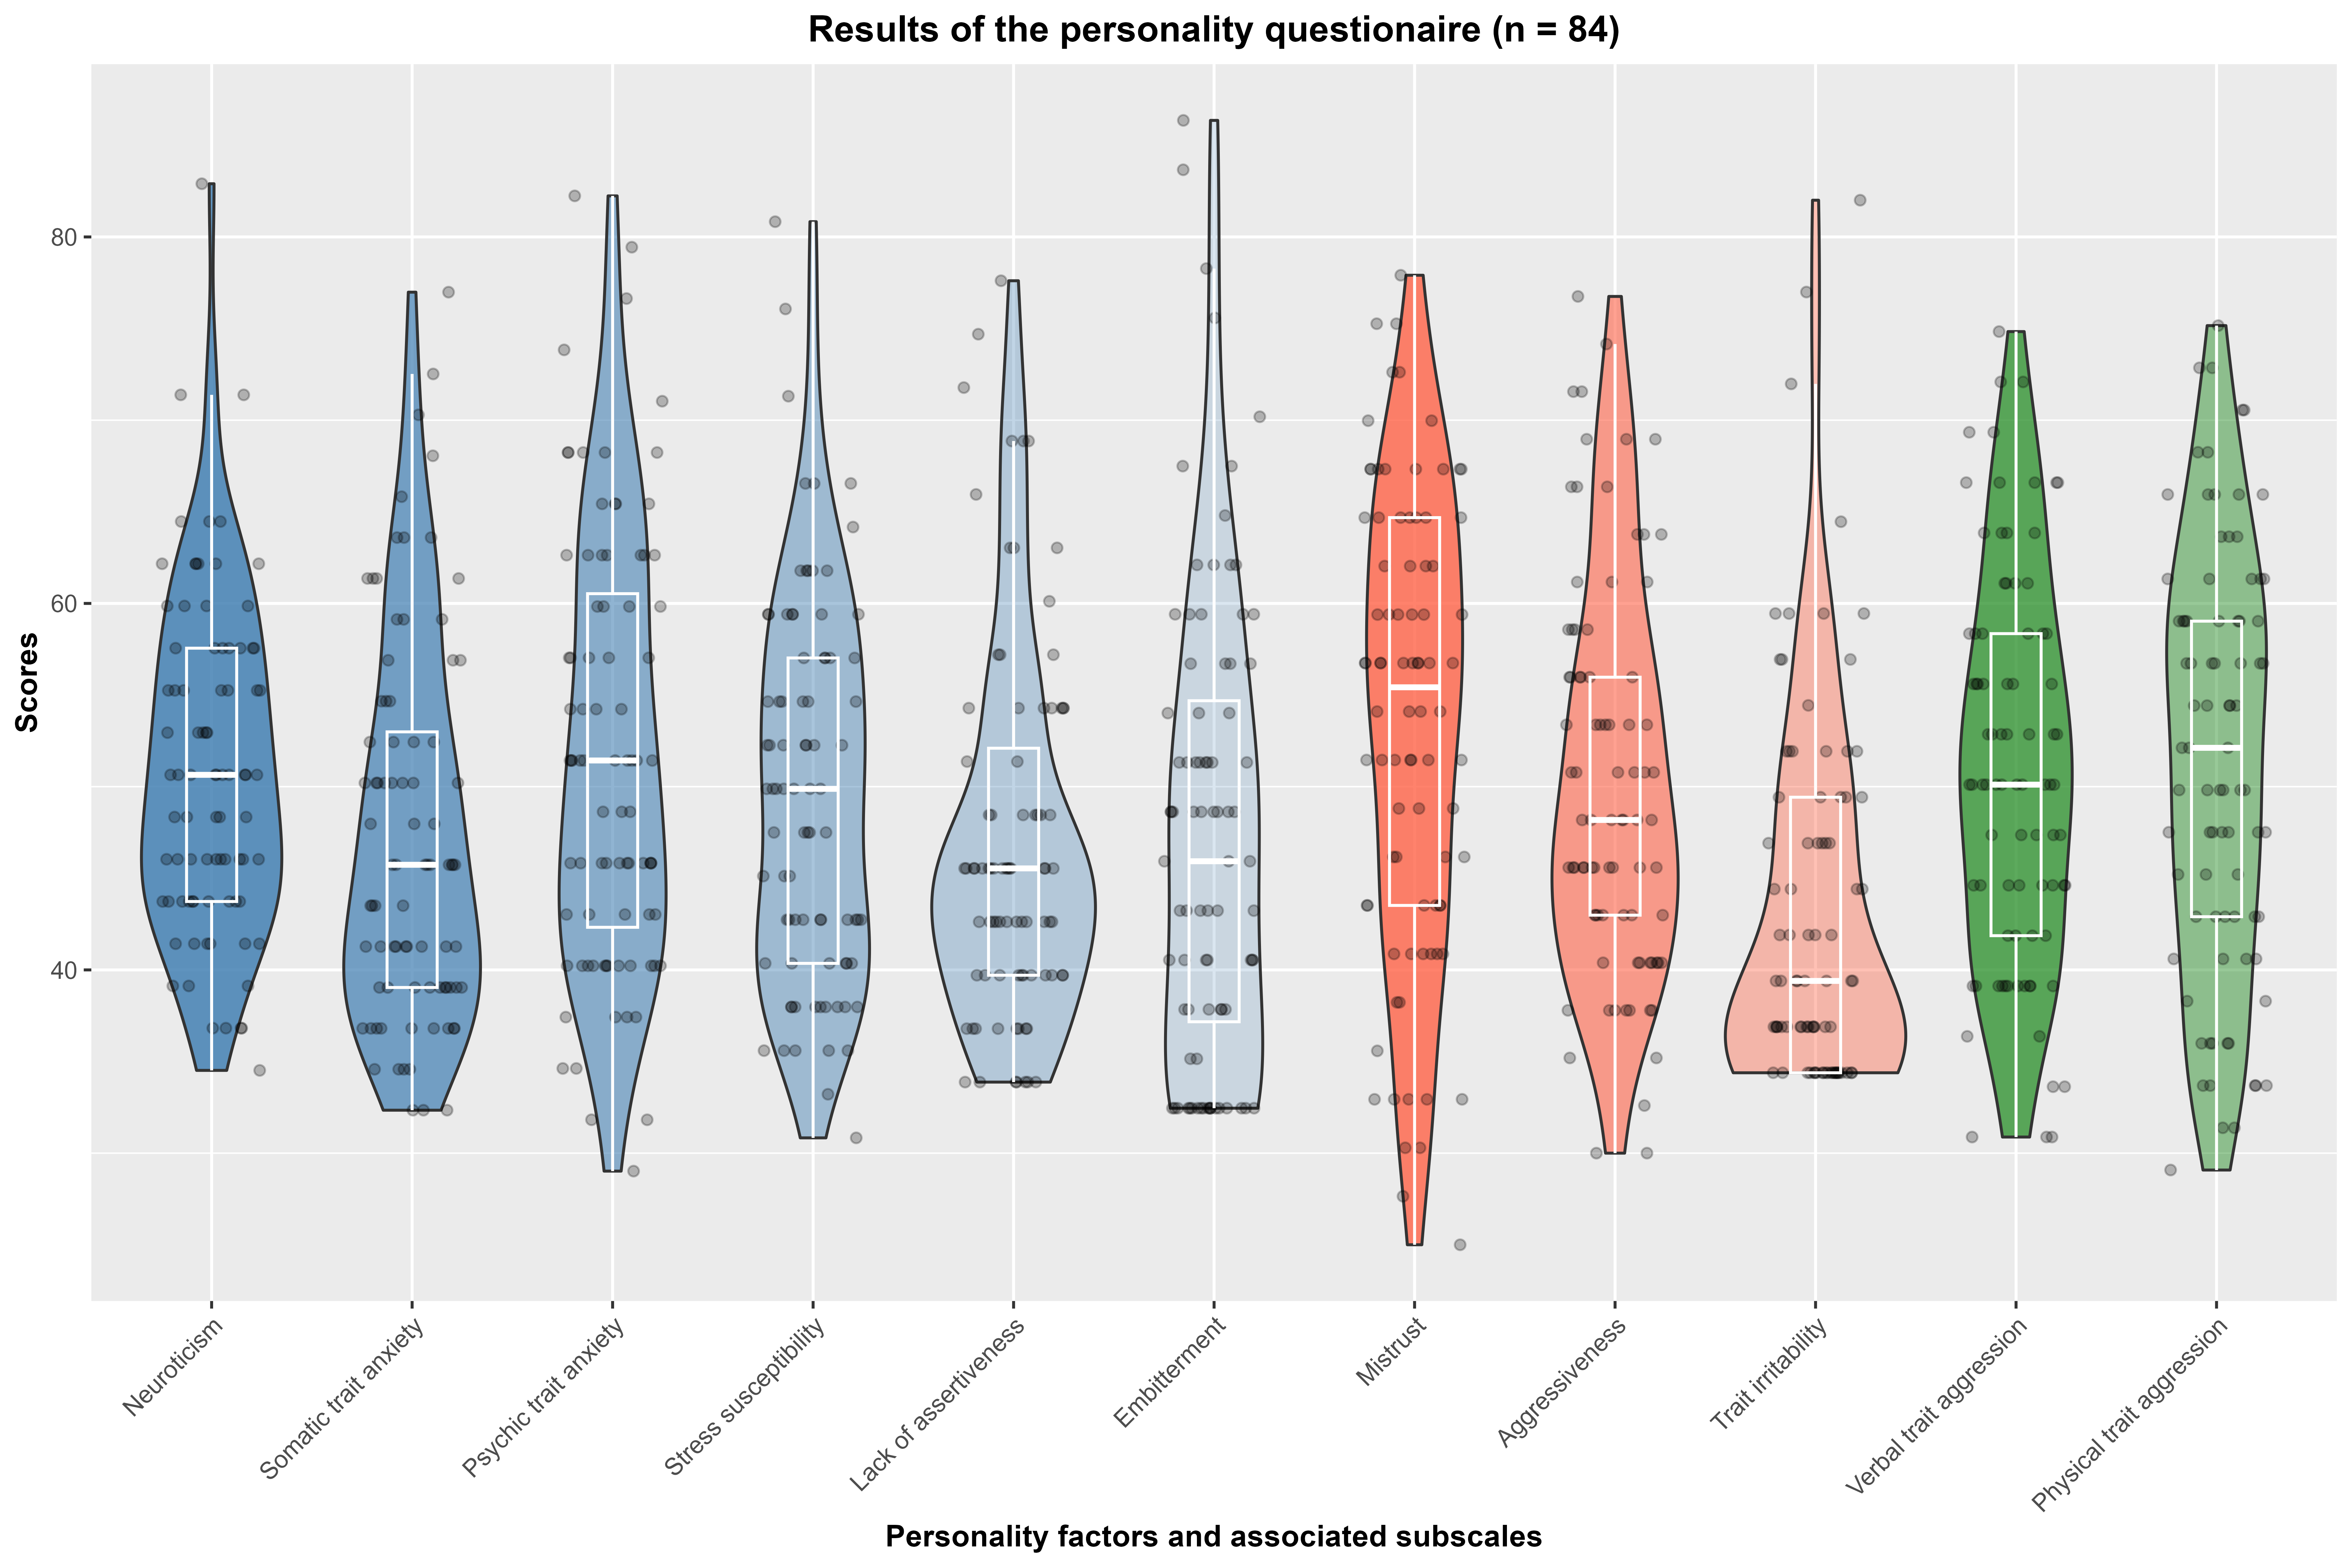 Results of the personality questionaire (n = 84)
Scores
80
60
40
Neuroticism
Somatic trait anxiety
Psychic trait anxiety
Stress susceptibility
Lack of assertiveness
Embitterment
Mistrust
Aggressiveness
Trait irritability
Verbal trait aggression
Physical trait aggression
Personality factors and associated subscales